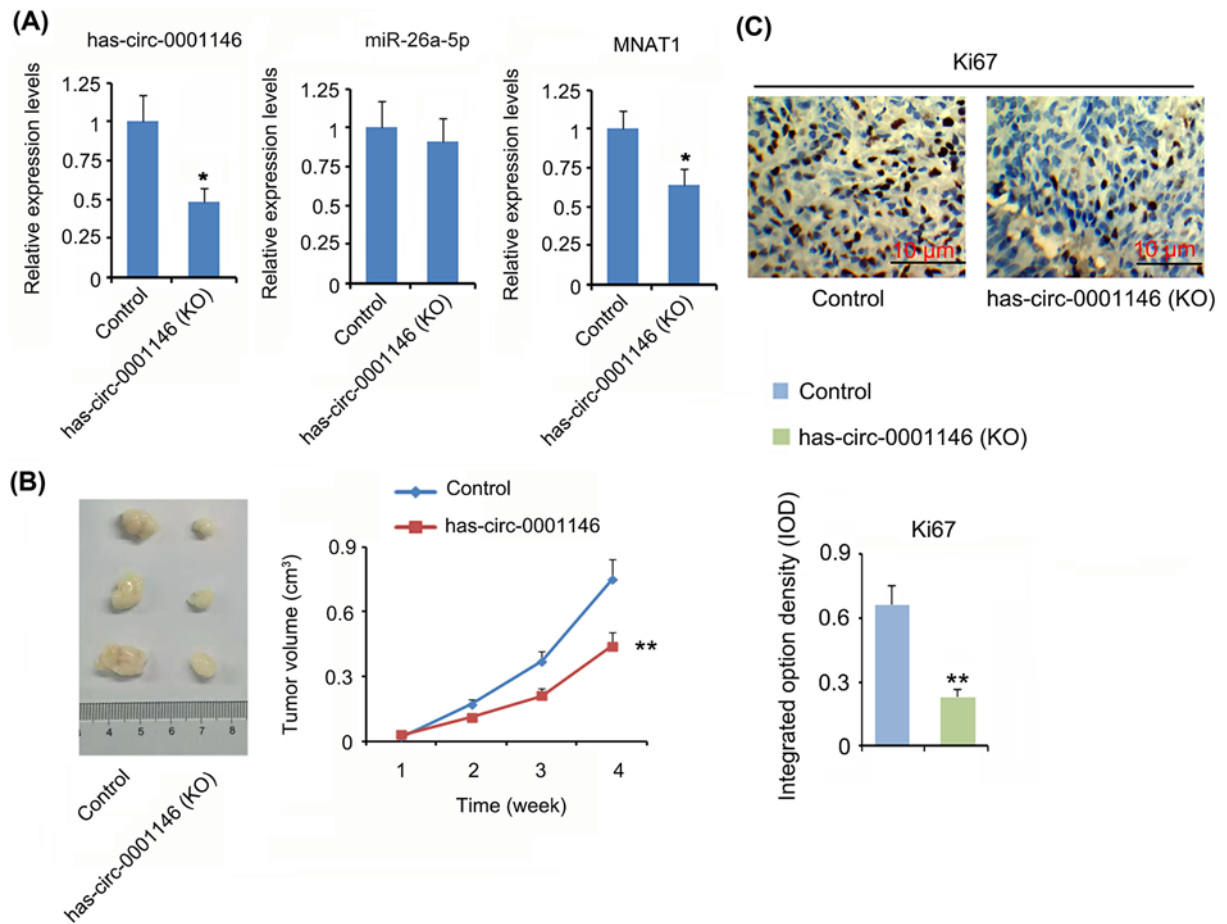 (A)
has-circ-0001146
Relative expression levels
1.25
1
0.75
0.5
0.25
0
*
Control
has-circ-0001146 (KO)
miR-26a-5p
Relative expression levels
1.25
1
0.75
0.5
0.25
0
Control
has-circ-0001146 (KO)
MNAT1
Relative expression levels
1.25
1
0.75
0.5
0.25
0
*
Control
has-circ-0001146 (KO)
(B)
4 5 6 7 8
Control
has-circ-0001146 (KO)
Control
has-circ-0001146
Tumor volume (cm³)
0.9
0.6
0.3
0
**
1 2 3 4
Time (week)
(C)
Ki67
10 µm
10 µm
Control
has-circ-0001146 (KO)
Control
has-circ-0001146 (KO)
Ki67
Integrated option density (IOD)
0.9
0.6
0.3
0
**